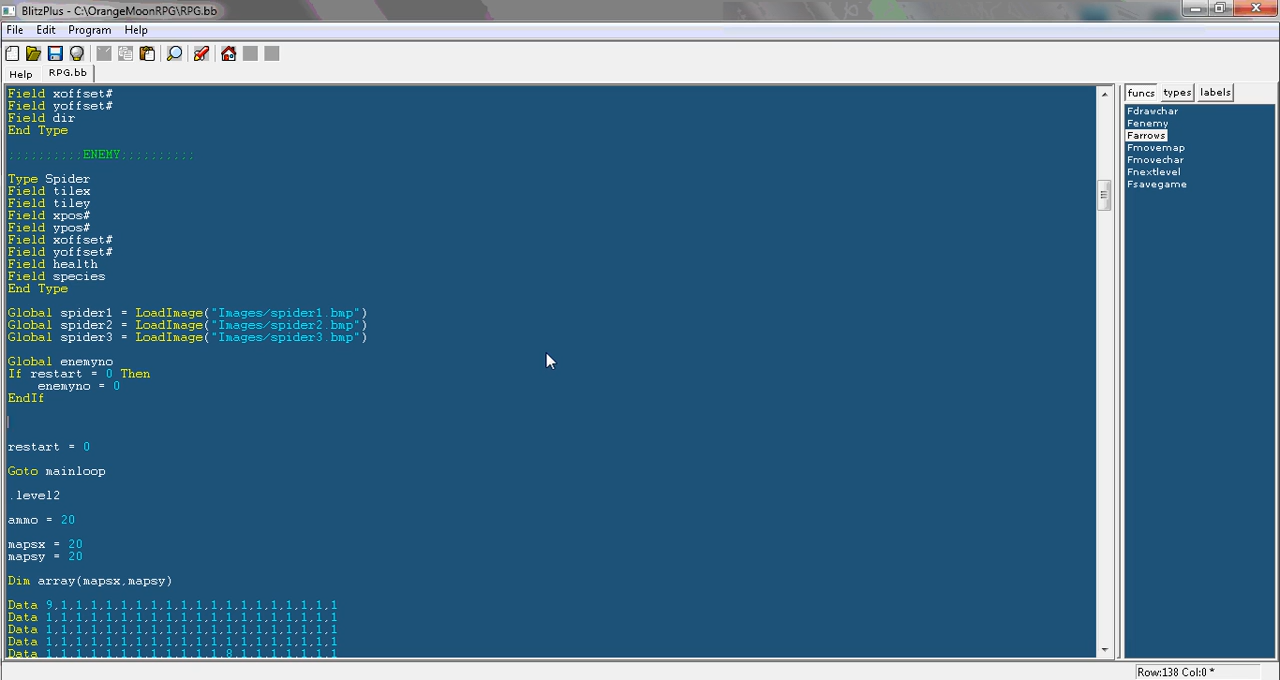 BlitzPlus - C:\OrangeMoonRPG\RPG.bb
File Edit Program Help
Help RPG.bb
Field xoffset#
Field yoffset#
Field dir
End Type
;;;;;;;;;;ENEMY;;;;;;;;;;
Type Spider
Field tilex
Field tiley
Field xpos#
Field ypos#
Field xoffset#
Field yoffset#
Field health
Field species
End Type
Global spider1 = LoadImage("Images/spider1.bmp")
Global spider2 = LoadImage("Images/spider2.bmp")
Global spider3 = LoadImage("Images/spider3.bmp")
Global enemyno
If restart = 0 Then
enemyno = 0
EndIf
restart = 0
Goto mainloop
.level2
ammo = 20
mapsx = 20
mapsy = 20
Dim array(mapsx,mapsy)
Data 9,1,1,1,1,1,1,1,1,1,1,1,1,1,1,1,1,1,1,1
Data 1,1,1,1,1,1,1,1,1,1,1,1,1,1,1,1,1,1,1,1
Data 1,1,1,1,1,1,1,1,1,1,1,1,1,1,1,1,1,1,1,1
Data 1,1,1,1,1,1,1,1,1,1,1,1,1,1,1,1,1,1,1,1
Data 1,1,1,1,1,1,1,1,1,1,1,1,8,1,1,1,1,1,1,1
funcs types labels
Fdrawchar
Fenemy
Farrows
Fmovemap
Fmovechar
Fnextlevel
Fsavegame
Row:138 Col:0 *